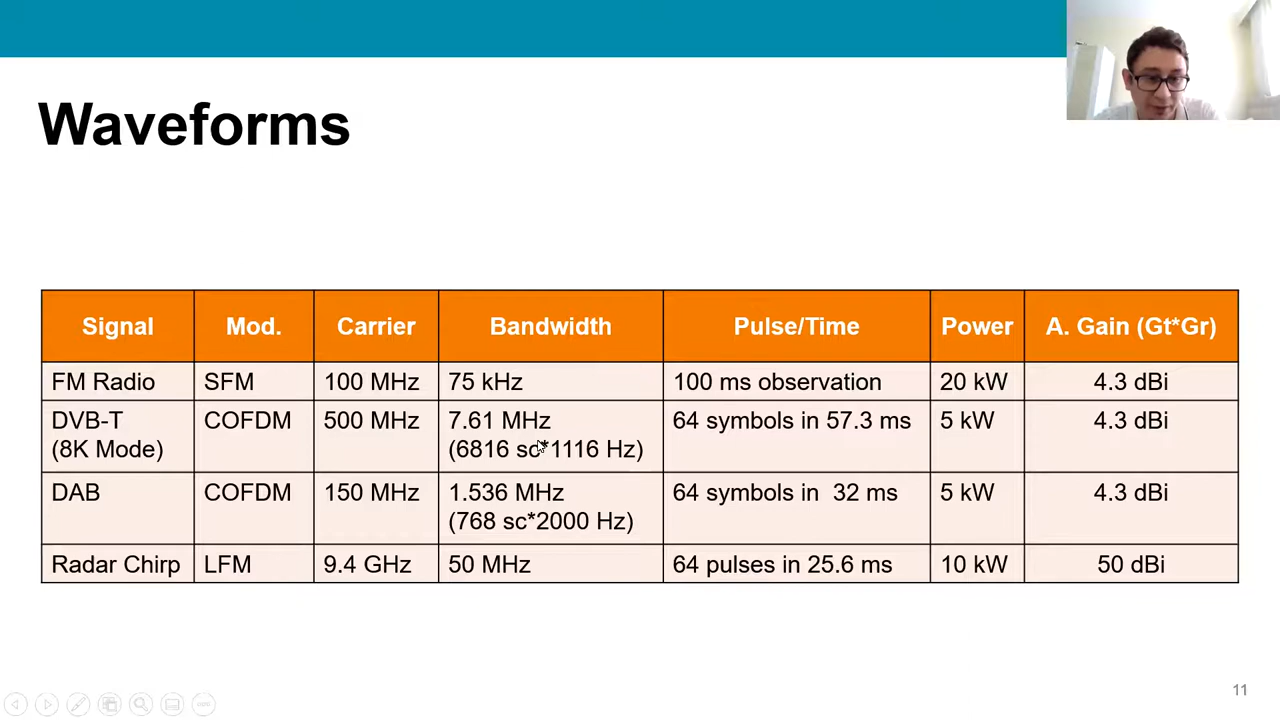 Waveforms
Signal Mod. Carrier Bandwidth Pulse/Time Power A. Gain (Gt*Gr)
FM Radio SFM 100 MHz 75 kHz 100 ms observation 20 kW 4.3 dBi
DVB-T COFDM 500 MHz 7.61 MHz 64 symbols in 57.3 ms 5 kW 4.3 dBi
(8K Mode) (6816 sc*1116 Hz)
DAB COFDM 150 MHz 1.536 MHz 64 symbols in 32 ms 5 kW 4.3 dBi
(768 sc*2000 Hz)
Radar Chirp LFM 9.4 GHz 50 MHz 64 pulses in 25.6 ms 10 kW 50 dBi
11